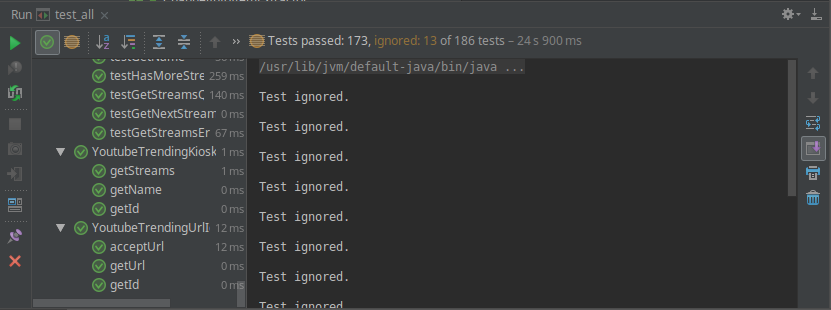 Run test_all
Tests passed: 173, ignored: 13 of 186 tests – 24 s 900 ms
testHasMoreStre 259 ms
testGetStreamsC 140 ms
testGetNextStream 0 ms
testGetStreamsEr 67 ms
YoutubeTrendingKiosk 1 ms
getStreams 1 ms
getName 0 ms
getId 0 ms
YoutubeTrendingUrlI 12 ms
acceptUrl 12 ms
getUrl 0 ms
getId 0 ms
/usr/lib/jvm/default-java/bin/java ...
Test ignored.
Test ignored.
Test ignored.
Test ignored.
Test ignored.
Test ignored.
Test ignored.
Test ignored.